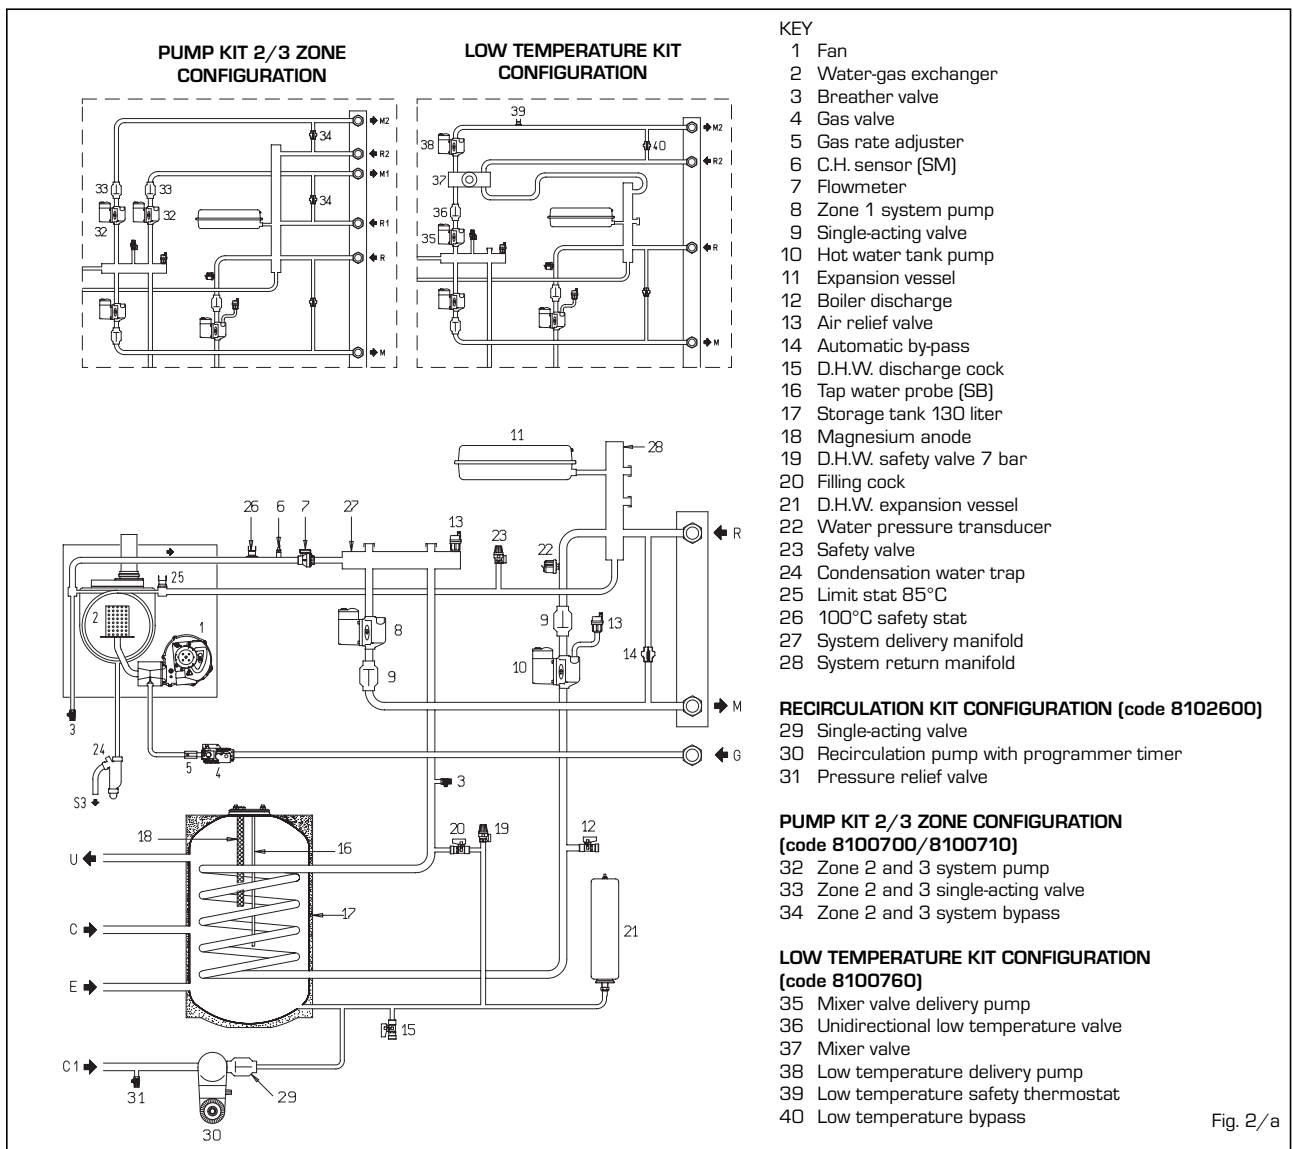 PUMP KIT 2/3 ZONE
CONFIGURATION
LOW TEMPERATURE KIT
CONFIGURATION
M2
34
R2
M1
33
33
32
32
34
R1
R
M
39
38
M2
40
R2
37
36
35
R
M
11
28
26
6
7
27
13
23
22
R
25
2
1
8
9
13
9
10
14
M
3
24
5
4
G
S3
3
18
16
20
19
12
U
17
C
21
E
15
C1
31
29
30
KEY
1 Fan
2 Water-gas exchanger
3 Breather valve
4 Gas valve
5 Gas rate adjuster
6 C.H. sensor (SM)
7 Flowmeter
8 Zone 1 system pump
9 Single-acting valve
10 Hot water tank pump
11 Expansion vessel
12 Boiler discharge
13 Air relief valve
14 Automatic by-pass
15 D.H.W. discharge cock
16 Tap water probe (SB)
17 Storage tank 130 liter
18 Magnesium anode
19 D.H.W. safety valve 7 bar
20 Filling cock
21 D.H.W. expansion vessel
22 Water pressure transducer
23 Safety valve
24 Condensation water trap
25 Limit stat 85°C
26 100°C safety stat
27 System delivery manifold
28 System return manifold
RECIRCULATION KIT CONFIGURATION (code 8102600)
29 Single-acting valve
30 Recirculation pump with programmer timer
31 Pressure relief valve
PUMP KIT 2/3 ZONE CONFIGURATION
(code 8100700/8100710)
32 Zone 2 and 3 system pump
33 Zone 2 and 3 single-acting valve
34 Zone 2 and 3 system bypass
LOW TEMPERATURE KIT CONFIGURATION
(code 8100760)
35 Mixer valve delivery pump
36 Unidirectional low temperature valve
37 Mixer valve
38 Low temperature delivery pump
39 Low temperature safety thermostat
40 Low temperature bypass
Fig. 2/a